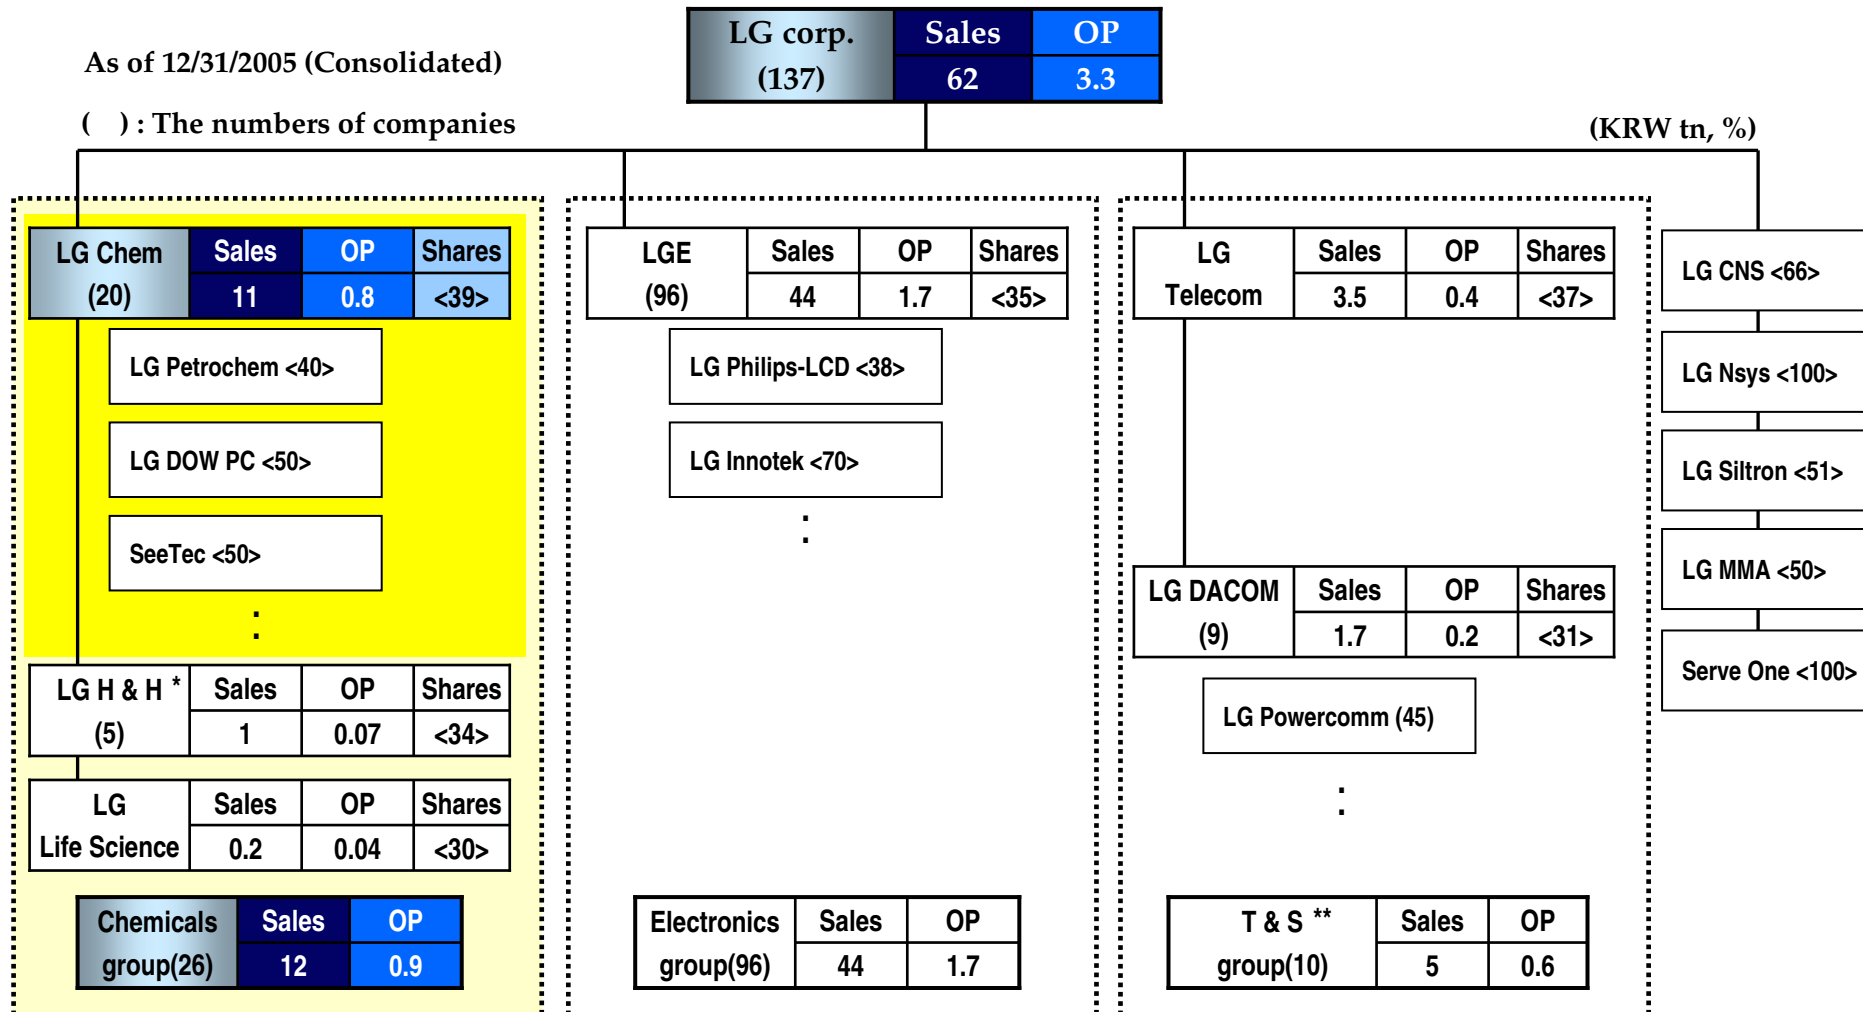 LG corp. Sales OP
(137) 62 3.3
As of 12/31/2005 (Consolidated)
( ) : The numbers of companies
(KRW tn, %)
LG Chem Sales OP Shares
(20) 11 0.8 <39>
LG Petrochem <40>
LG DOW PC <50>
SeeTec <50>
:
LG H & H * Sales OP Shares
(5) 1 0.07 <34>
LG Sales OP Shares
Life Science 0.2 0.04 <30>
Chemicals Sales OP
group(26) 12 0.9
LGE Sales OP Shares
(96) 44 1.7 <35>
LG Philips-LCD <38>
LG Innotek <70>
:
Electronics Sales OP
group(96) 44 1.7
LG Sales OP Shares
Telecom 3.5 0.4 <37>
LG DACOM Sales OP Shares
(9) 1.7 0.2 <31>
LG Powercomm (45)
:
T & S ** Sales OP
group(10) 5 0.6
LG CNS <66>
LG Nsys <100>
LG Siltron <51>
LG MMA <50>
Serve One <100>